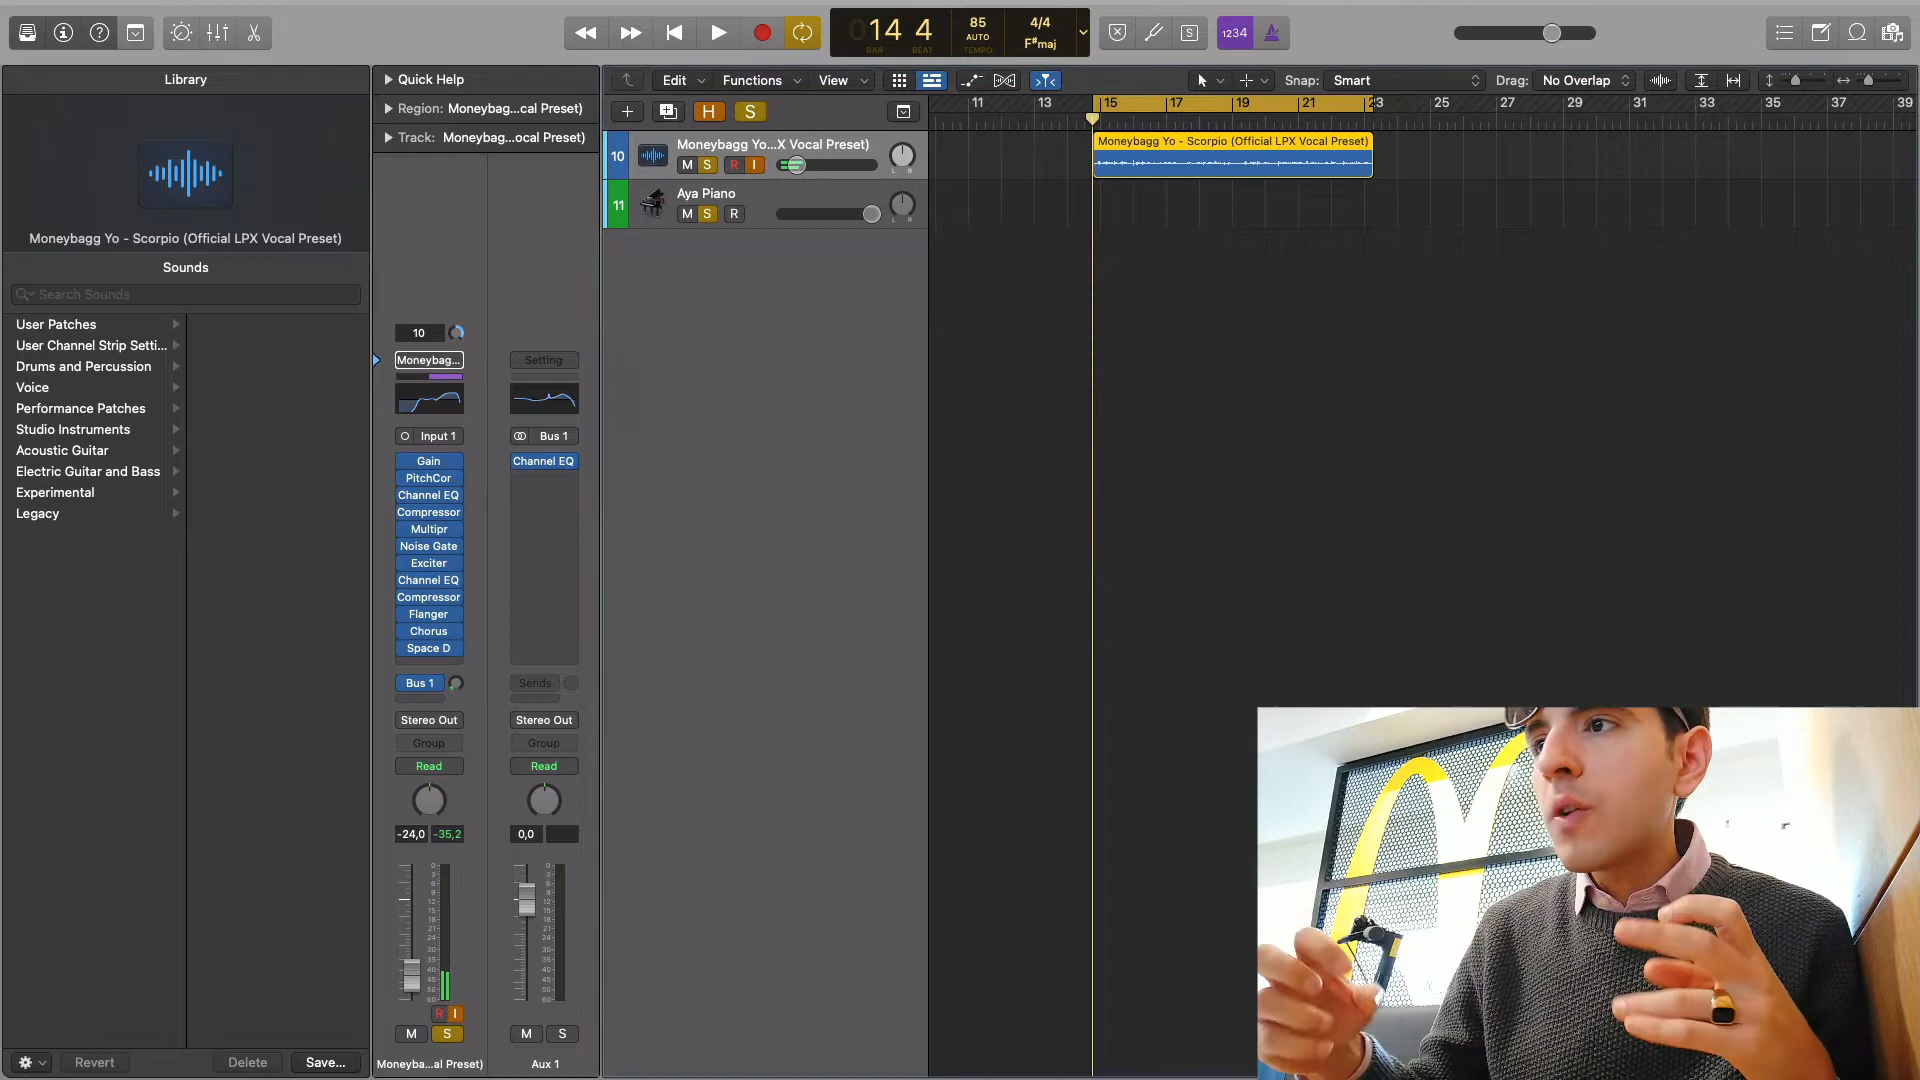 14 4
BAR BEAT
85
AUTO
TEMPO
4/4
F#maj
S
1234
Library
Moneybagg Yo - Scorpio (Official LPX Vocal Preset)
Sounds
Search Sounds
User Patches
User Channel Strip Setti...
Drums and Percussion
Voice
Performance Patches
Studio Instruments
Acoustic Guitar
Electric Guitar and Bass
Experimental
Legacy
Revert
Delete
Save...
Quick Help
Region: Moneybag...cal Preset)
Track: Moneybag...ocal Preset)
10
Moneybag...
Setting
Input 1
Bus 1
Gain
PitchCor
Channel EQ
Compressor
Multipr
Noise Gate
Exciter
Channel EQ
Compressor
Flanger
Chorus
Space D
Channel EQ
Bus 1
Sends
Stereo Out
Stereo Out
Group
Group
Read
Read
-24,0 -35,2
0,0
R I
M S
M S
Moneyba...al Preset)
Aux 1
Edit
Functions
View
Snap: Smart
Drag: No Overlap
H S
11 13 15 17 19 21 23 25 27 29 31 33 35 37 39
10
Moneybagg Yo...X Vocal Preset)
M S R I
L R
11
Aya Piano
M S R
L R
Moneybagg Yo - Scorpio (Official LPX Vocal Preset)